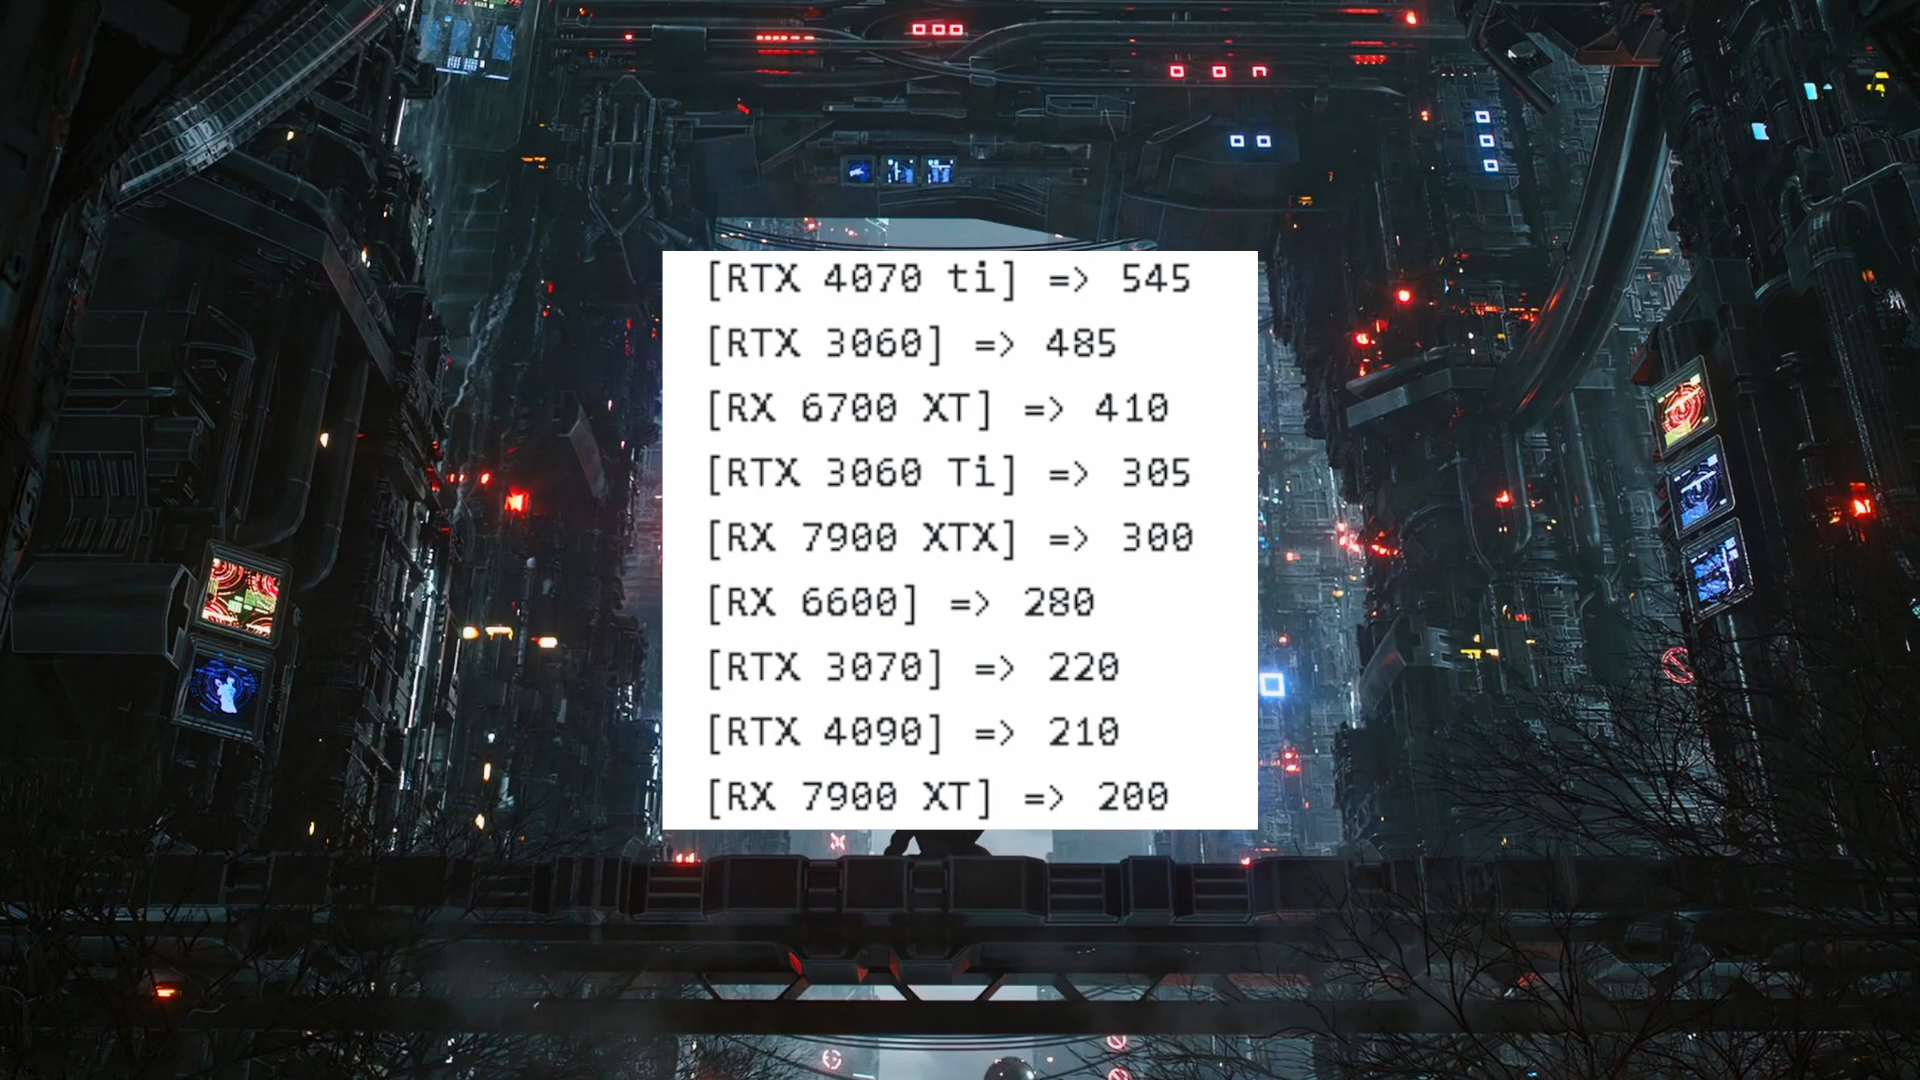 [RTX 4070 ti] => 545
[RTX 3060] => 485
[RX 6700 XT] => 410
[RTX 3060 Ti] => 305
[RX 7900 XTX] => 300
[RX 6600] => 280
[RTX 3070] => 220
[RTX 4090] => 210
[RX 7900 XT] => 200